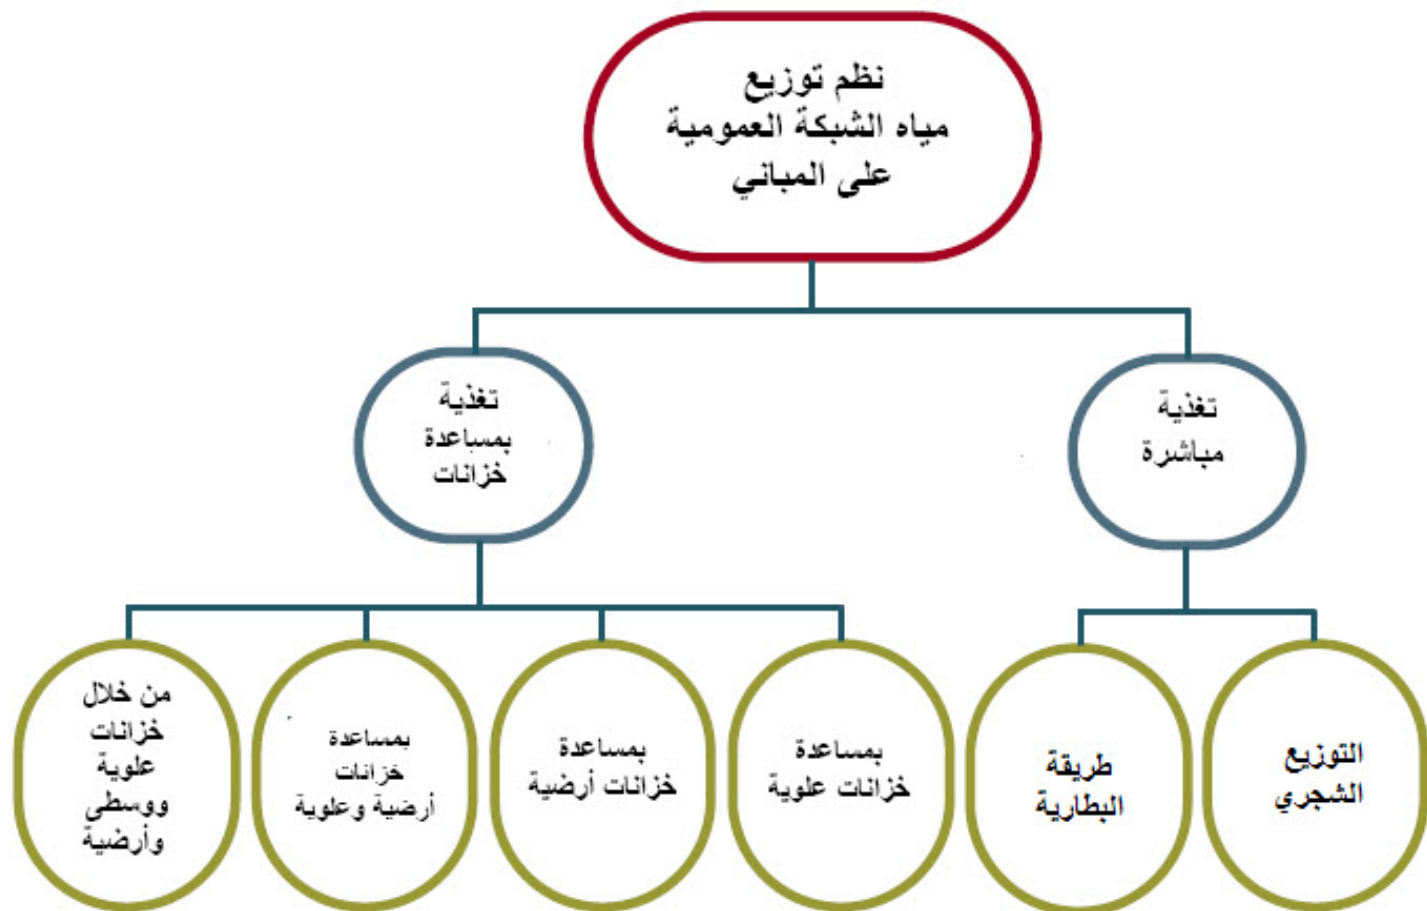 نظم توزيع
مياه الشبكة العمومية
على المباني
تغذية
مباشرة
تغذية
بمساعدة
خزانات
التوزيع
الشجري
طريقة
البطارية
بمساعدة
خزانات علوية
بمساعدة
خزانات أرضية
بمساعدة
خزانات
أرضية وعلوية
من خلال
خزانات
علوية
ووسطى
وأرضية